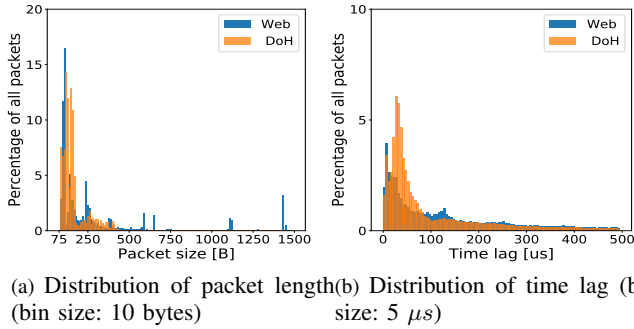 20
15
10
5
0
Percentage of all packets
Web
DoH
75 250 500 750 1000 1250 1500
Packet size [B]
10
5
0
Percentage of all packets
Web
DoH
0 100 200 300 400 500
Time lag [us]
(a) Distribution of packet length
(bin size: 10 bytes)
(b) Distribution of time lag (b
size: 5 μs)